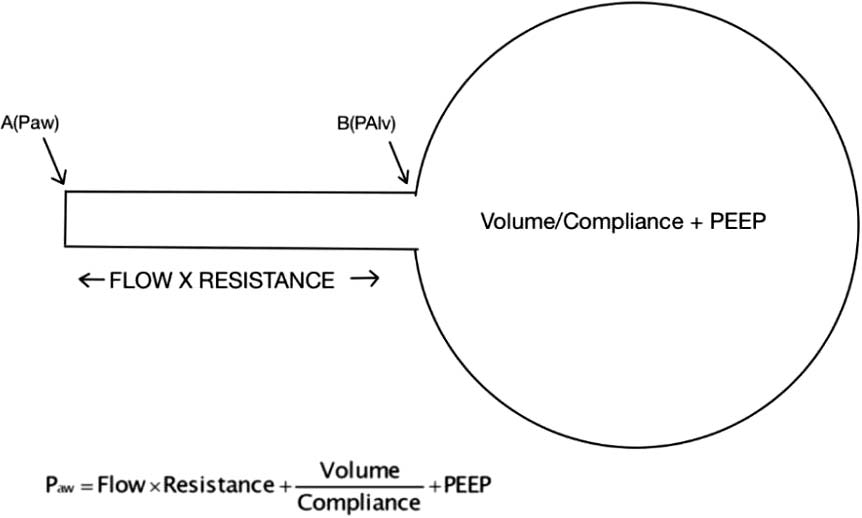 A(Paw)
B(PAlv)
Volume/Compliance + PEEP
← FLOW X RESISTANCE →
Paw = Flow × Resistance + Volume/Compliance + PEEP